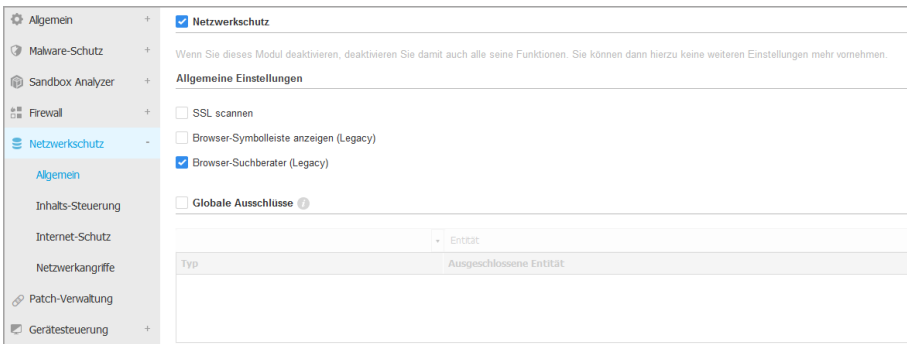 Allgemein +
Malware-Schutz +
Sandbox Analyzer +
Firewall +
Netzwerkschutz -
Allgemein
Inhalts-Steuerung
Internet-Schutz
Netzwerkangriffe
Patch-Verwaltung
Gerätesteuerung +
Netzwerkschutz
Wenn Sie dieses Modul deaktivieren, deaktivieren Sie damit auch alle seine Funktionen. Sie können dann hierzu keine weiteren Einstellungen mehr vornehmen.
Allgemeine Einstellungen
SSL scannen
Browser-Symbolleiste anzeigen (Legacy)
Browser-Suchberater (Legacy)
Globale Ausschlüsse i
Entität
Typ Ausgeschlossene Entität